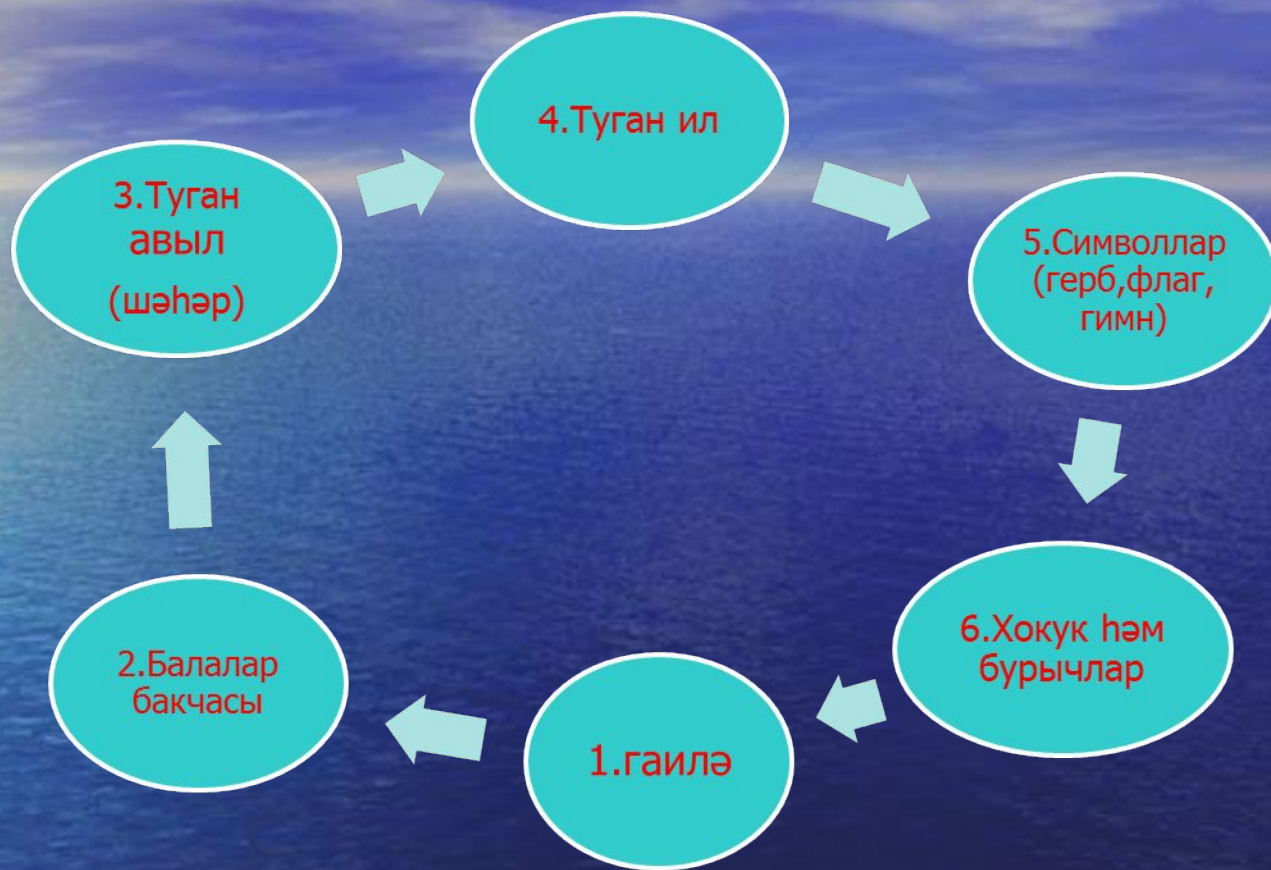 4.Туган ил
3.Туган
авыл
(шәһәр)
5.Символлар
(герб,флаг,
гимн)
6.Хокук һәм
бурычлар
2.Балалар
бакчасы
1.гаилә